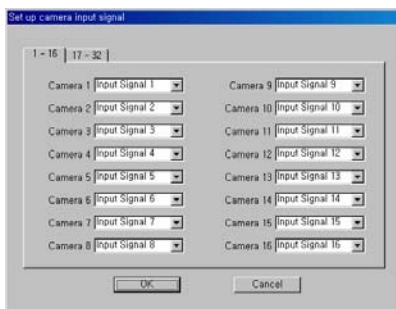 Set up camera input signal
1 - 16 17 - 32
Camera 1 Input Signal 1 Camera 9 Input Signal 9
Camera 2 Input Signal 2 Camera 10 Input Signal 10
Camera 3 Input Signal 3 Camera 11 Input Signal 11
Camera 4 Input Signal 4 Camera 12 Input Signal 12
Camera 5 Input Signal 5 Camera 13 Input Signal 13
Camera 6 Input Signal 6 Camera 14 Input Signal 14
Camera 7 Input Signal 7 Camera 15 Input Signal 15
Camera 8 Input Signal 8 Camera 16 Input Signal 16
OK Cancel